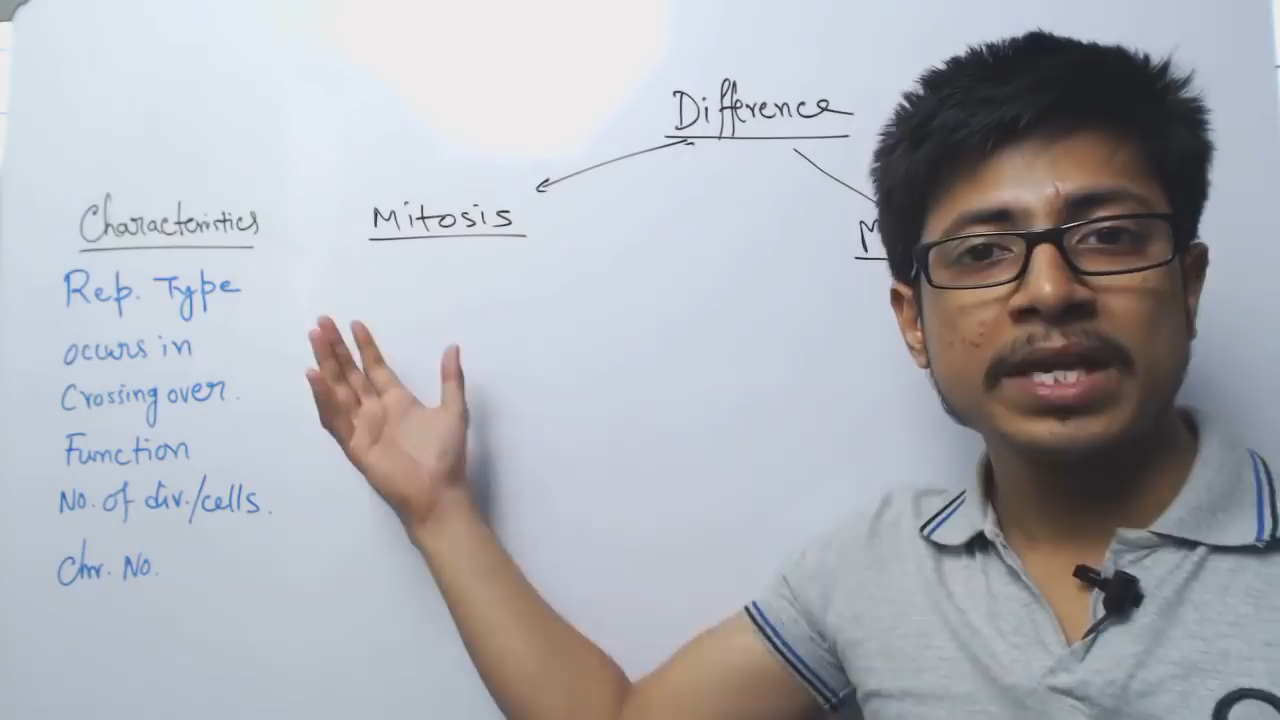 Difference
Characteristics Mitosis M
Rep. Type
occurs in
Crossing over.
Function
No. of div./cells.
Chr. No.